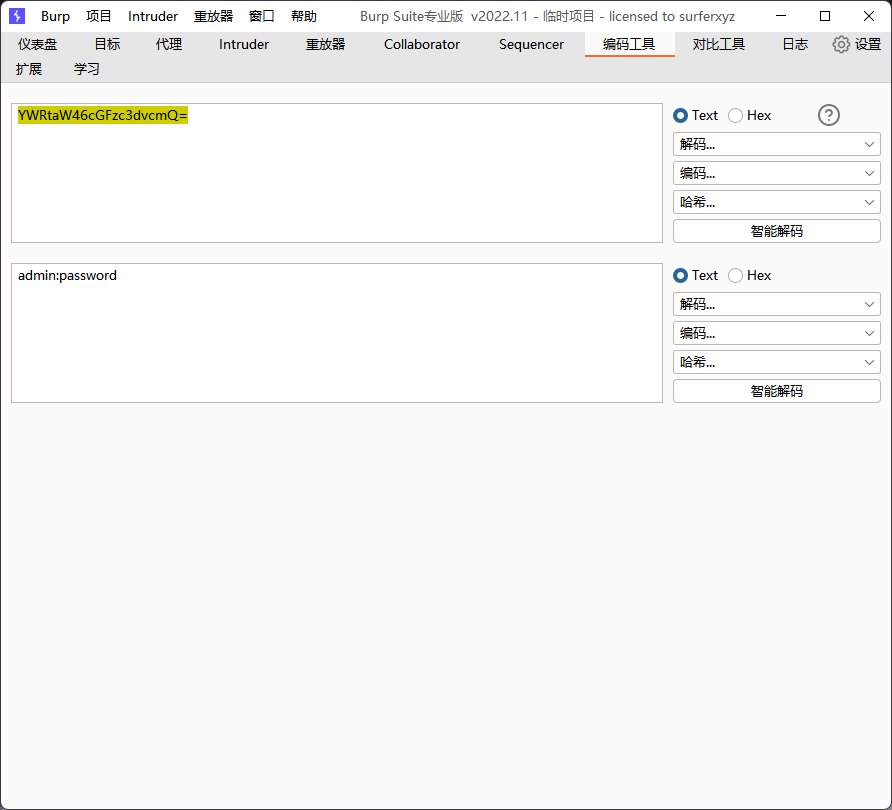 Burp 项目 Intruder 重放器 窗口 帮助 Burp Suite专业版 v2022.11 - 临时项目 - licensed to surferxyz
仪表盘 目标 代理 Intruder 重放器 Collaborator Sequencer 编码工具 对比工具 日志 设置
扩展 学习
YWRtaW46cGFzc3dvcmQ= Text Hex ?
解码...
编码...
哈希...
智能解码
admin:password Text Hex
解码...
编码...
哈希...
智能解码